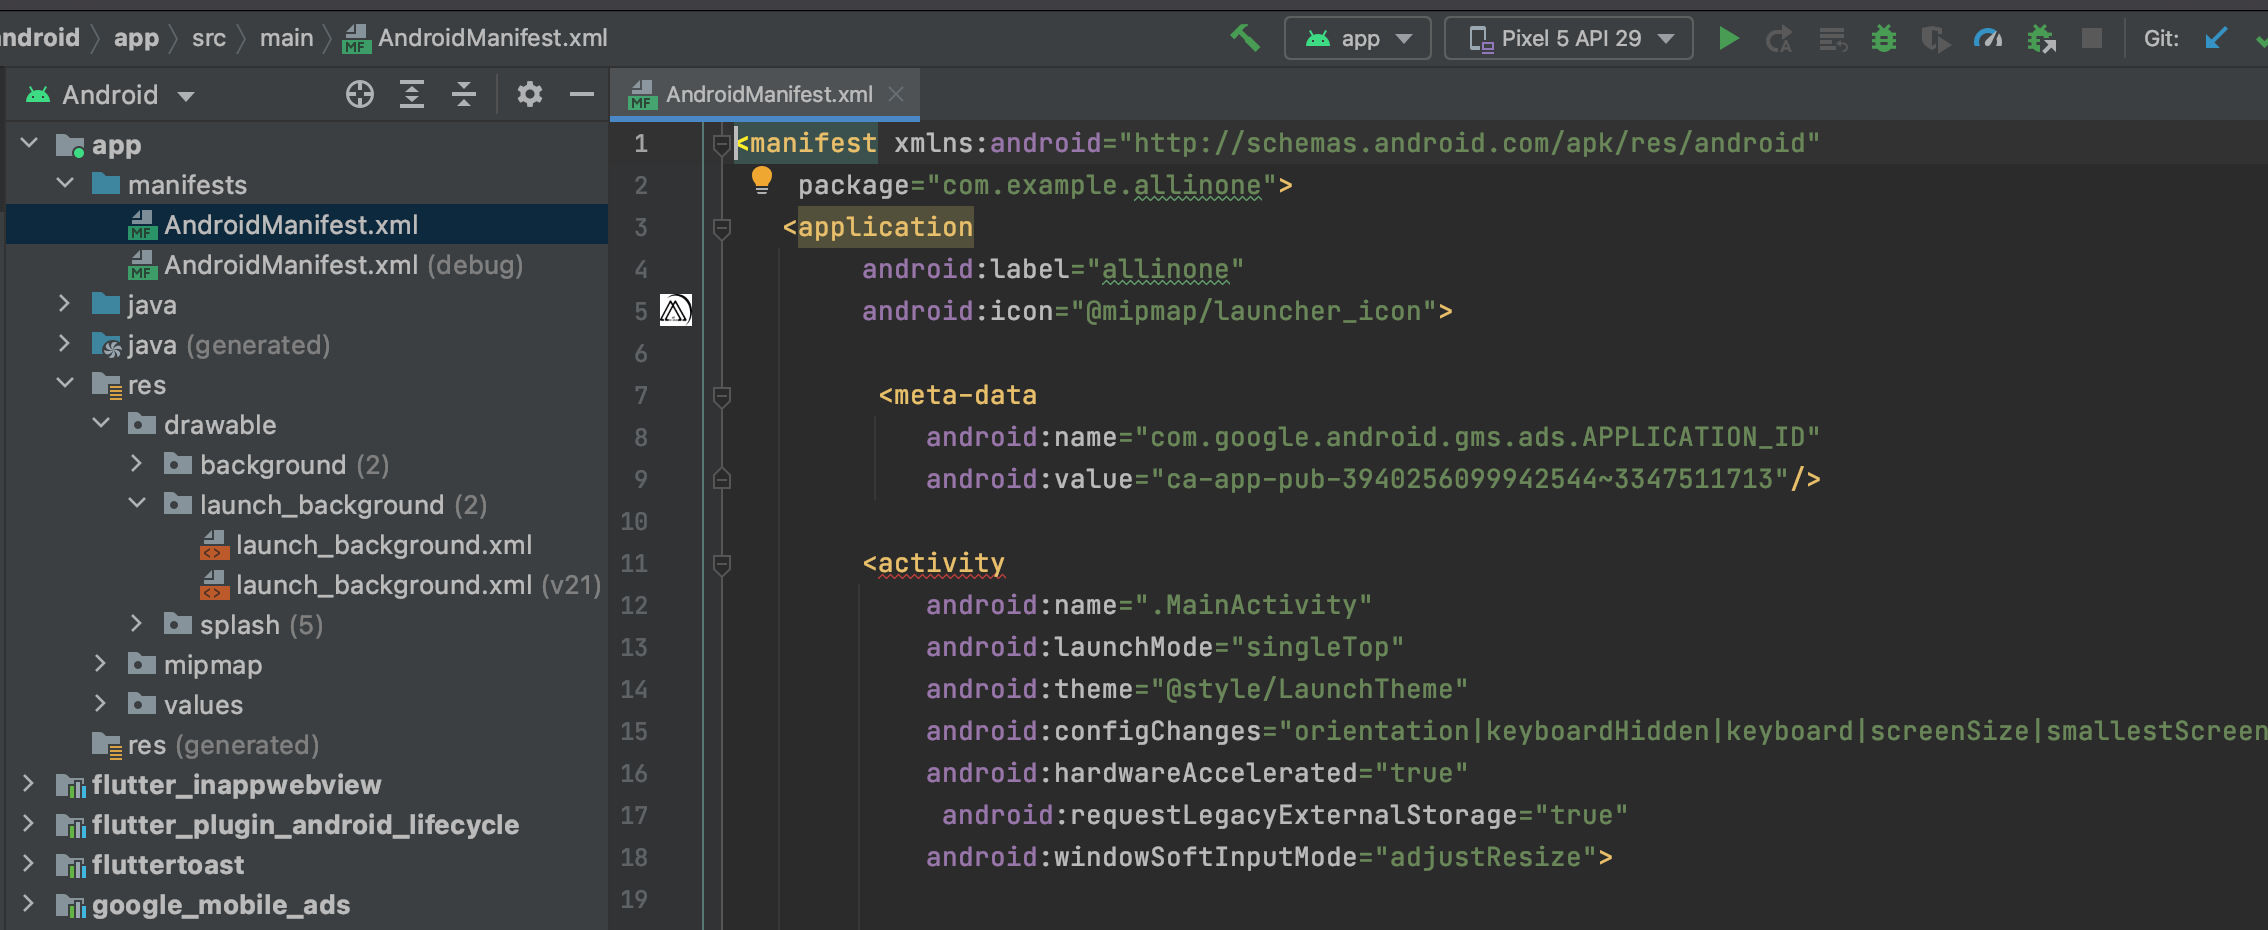 android > app > src > main > MF AndroidManifest.xml
app
Pixel 5 API 29
Git:
Android
AndroidManifest.xml
app
manifests
AndroidManifest.xml
AndroidManifest.xml (debug)
java
java (generated)
res
drawable
background (2)
launch_background (2)
launch_background.xml
launch_background.xml (v21)
splash (5)
mipmap
values
res (generated)
flutter_inappwebview
flutter_plugin_android_lifecycle
fluttertoast
google_mobile_ads
1 <manifest xmlns:android="http://schemas.android.com/apk/res/android"
2 package="com.example.allinone">
3 <application
4 android:label="allinone"
5 android:icon="@mipmap/launcher_icon">
6
7 <meta-data
8 android:name="com.google.android.gms.ads.APPLICATION_ID"
9 android:value="ca-app-pub-3940256099942544~3347511713"/>
10
11 <activity
12 android:name=".MainActivity"
13 android:launchMode="singleTop"
14 android:theme="@style/LaunchTheme"
15 android:configChanges="orientation|keyboardHidden|keyboard|screenSize|smallestScreen
16 android:hardwareAccelerated="true"
17 android:requestLegacyExternalStorage="true"
18 android:windowSoftInputMode="adjustResize">
19